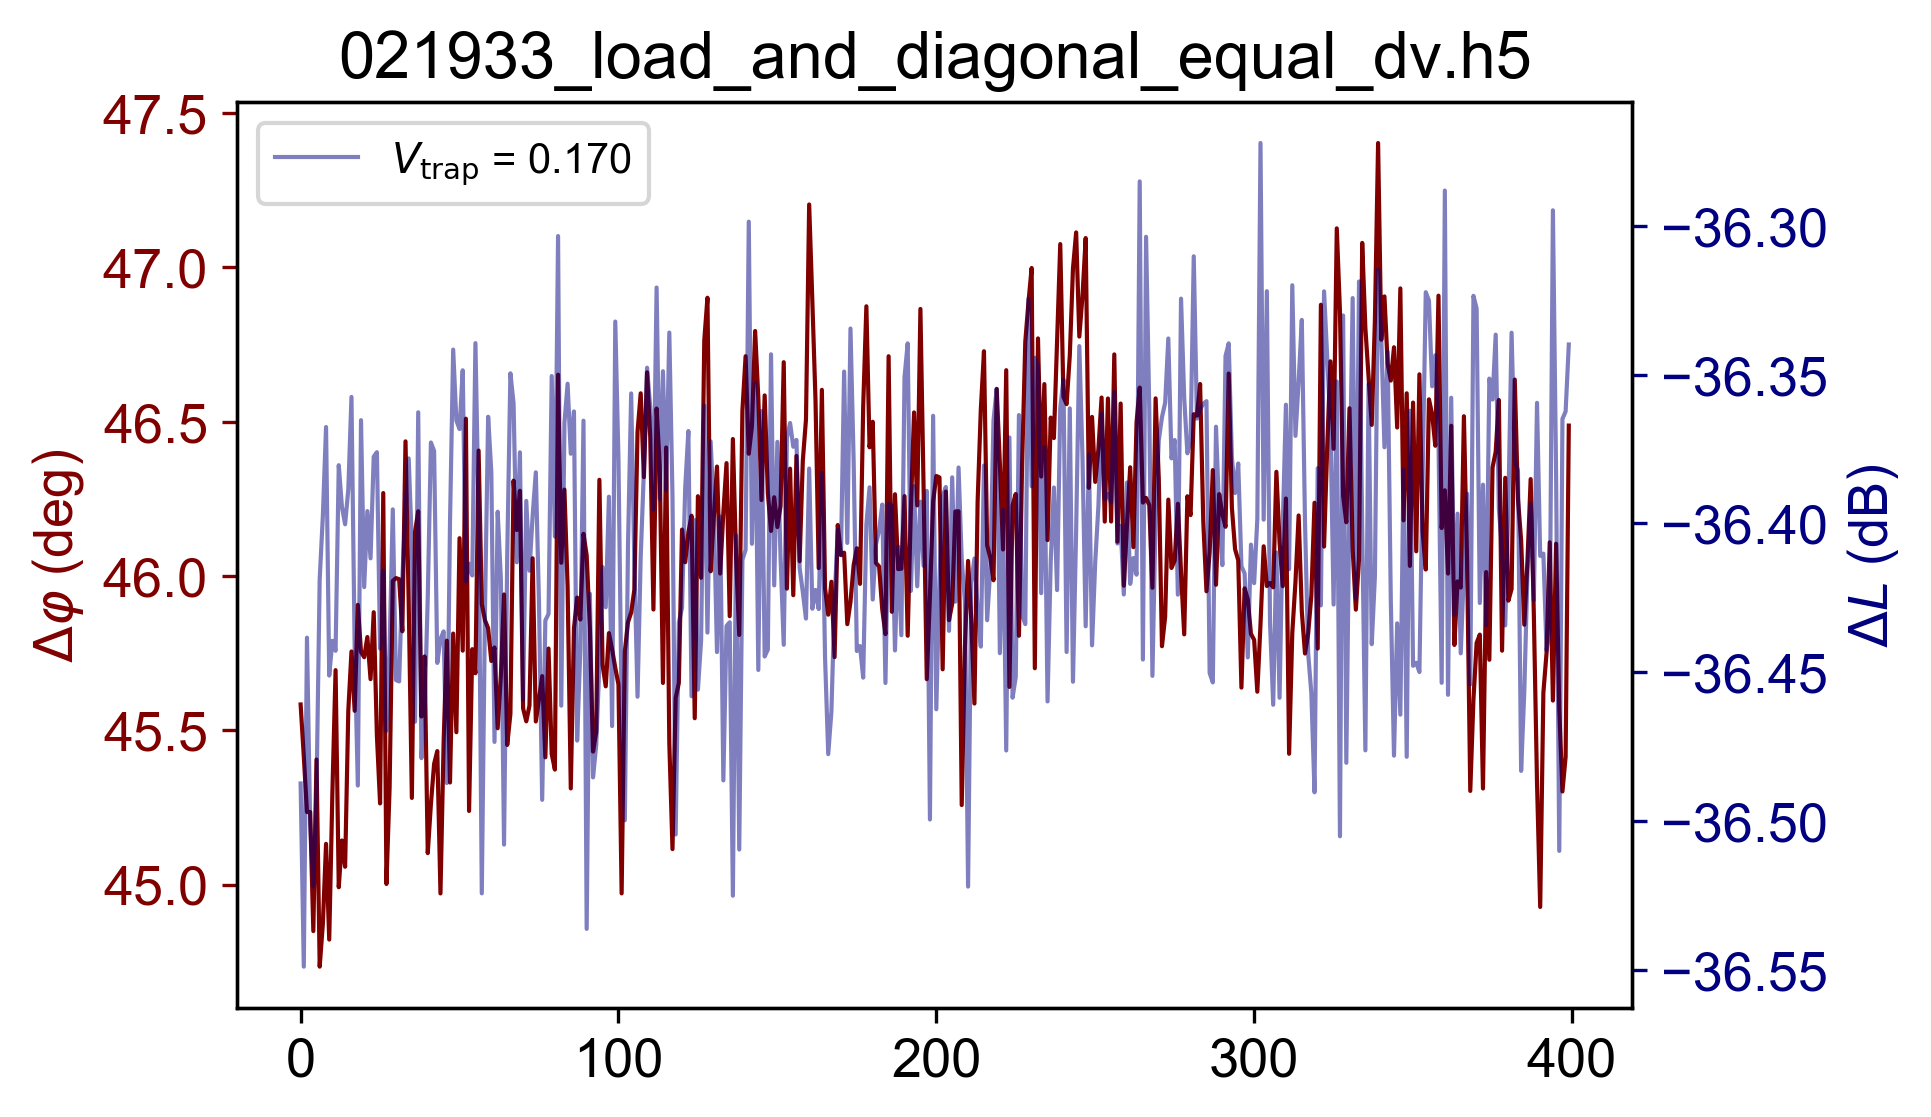 021933_load_and_diagonal_equal_dv.h5
V_trap = 0.170
47.5
47.0
46.5
46.0
45.5
45.0
Δφ (deg)
−36.30
−36.35
−36.40
−36.45
−36.50
−36.55
ΔL (dB)
0 100 200 300 400